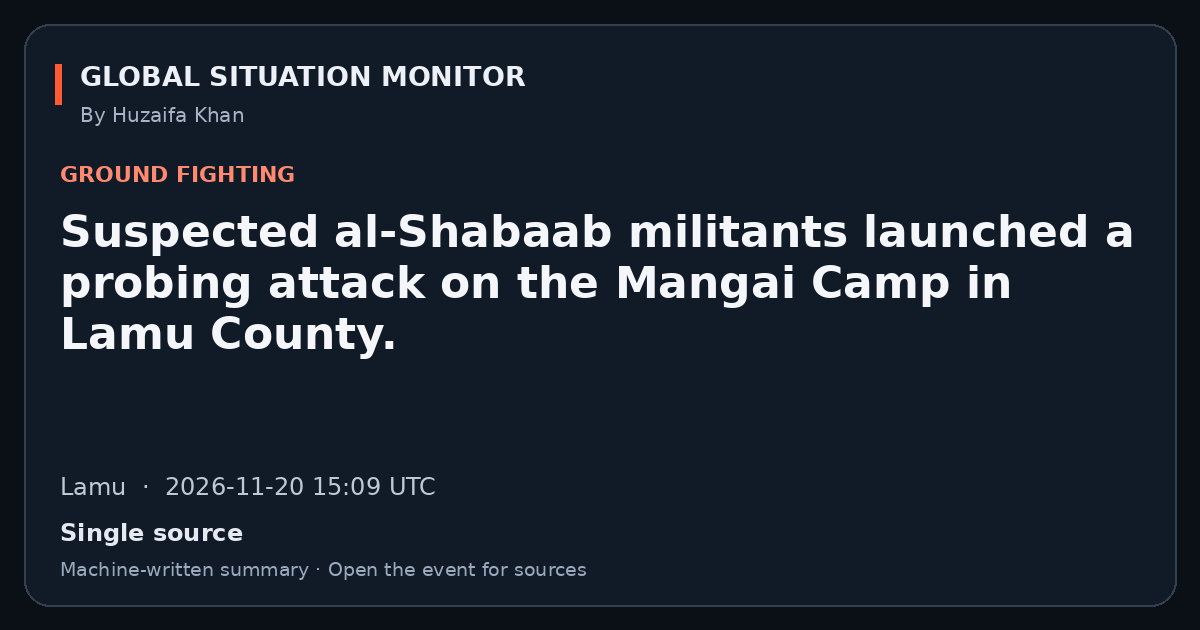 GLOBAL SITUATION MONITOR
By Huzaifa Khan
GROUND FIGHTING
Suspected al-Shabaab militants launched a
probing attack on the Mangai Camp in
Lamu County.
Lamu · 2026-11-20 15:09 UTC
Single source
Machine-written summary · Open the event for sources